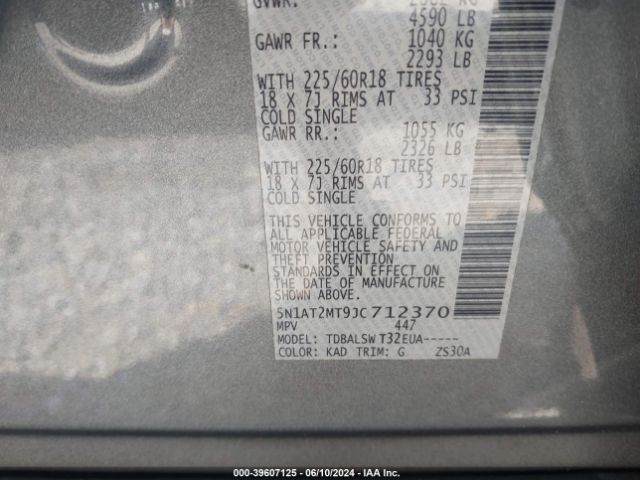 GVWR:
4590 LB
GAWR FR.: 1040 KG
2293 LB
WITH 225/60R18 TIRES
18 X 7J RIMS AT 33 PSI
COLD SINGLE
GAWR RR.: 1055 KG
2326 LB
WITH 225/60R18 TIRES
18 X 7J RIMS AT 33 PSI
COLD SINGLE
THIS VEHICLE CONFORMS TO
ALL APPLICABLE FEDERAL
MOTOR VEHICLE SAFETY AND
THEFT PREVENTION
STANDARDS IN EFFECT ON
THE DATE OF MANUFACTURE
SHOWN ABOVE.
5N1AT2MT9JC712370
MPV 447
MODEL: TDBALSW T32EUA-----
COLOR: KAD TRIM: G ZS30A
10-39607125 - 06/10/2024 - IAA Inc.